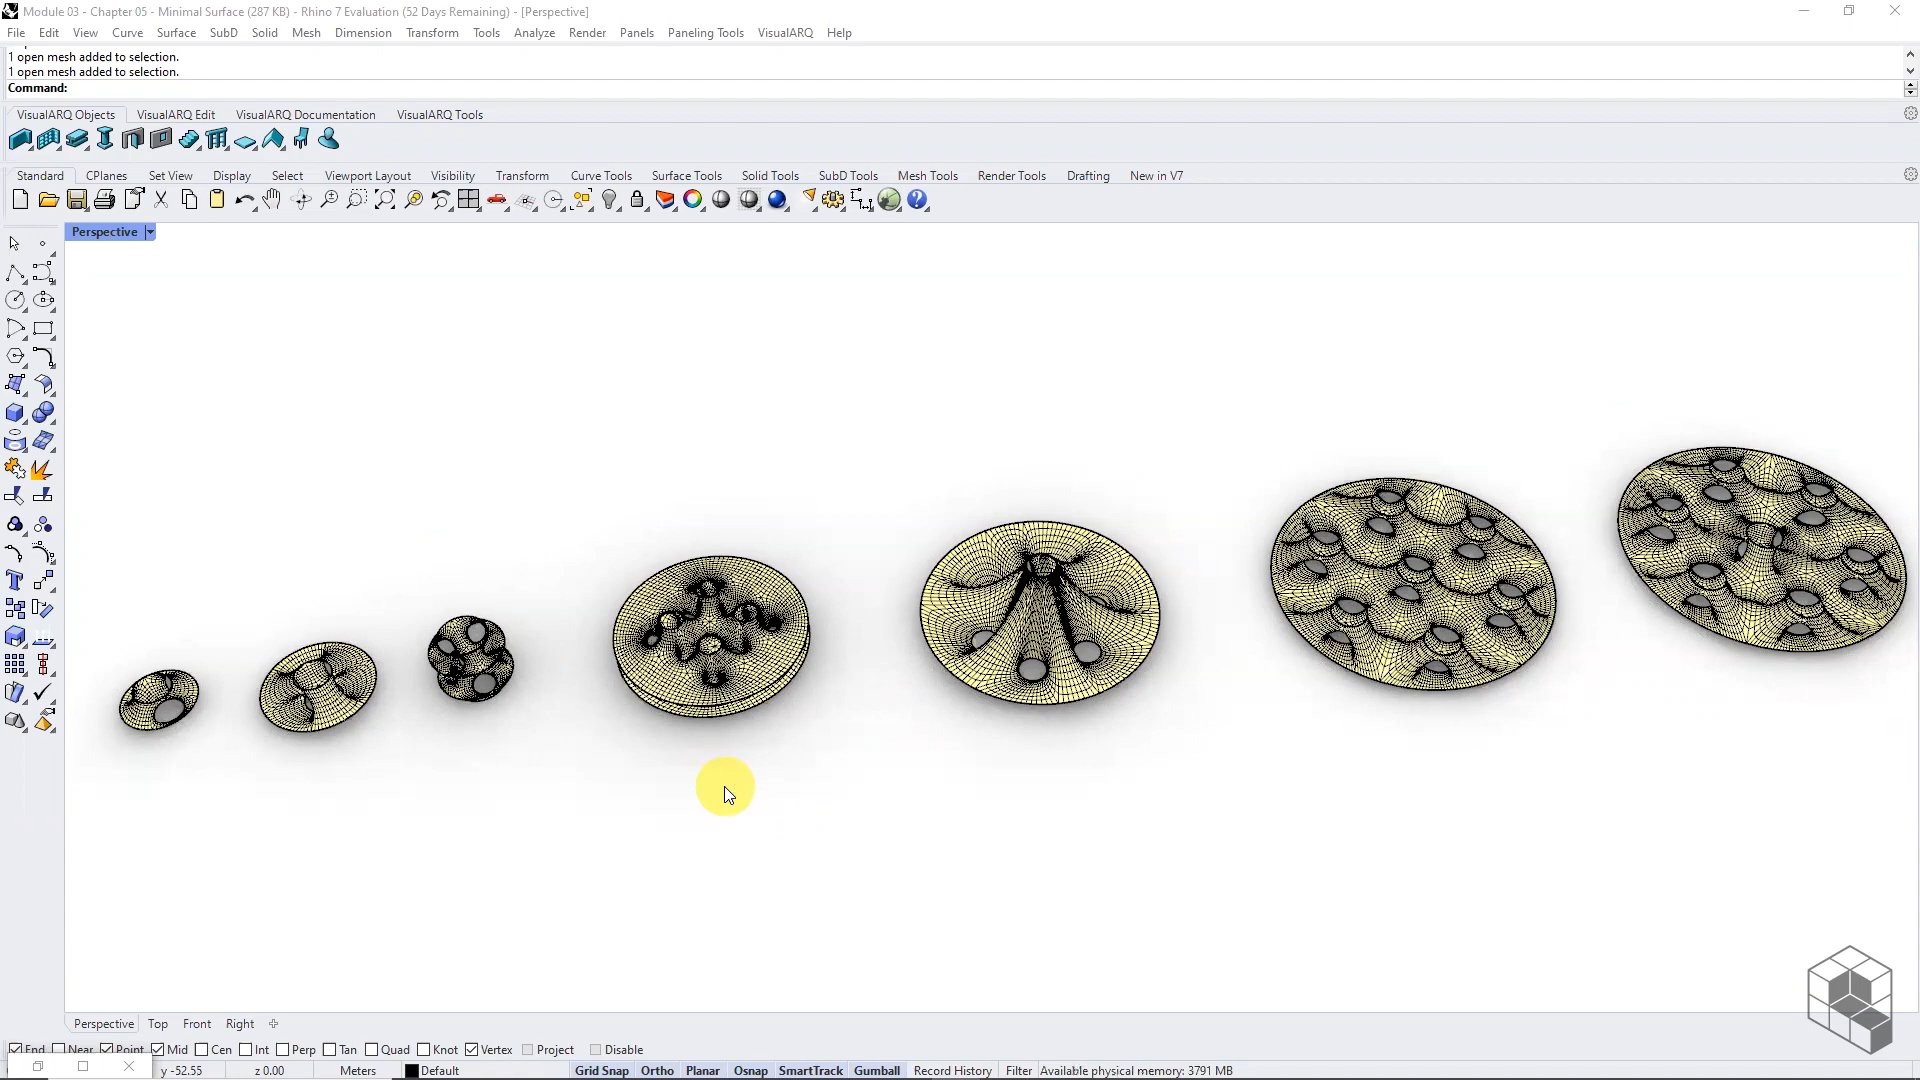 Module 03 - Chapter 05 - Minimal Surface (287 KB) - Rhino 7 Evaluation (52 Days Remaining) - [Perspective]
File Edit View Curve Surface SubD Solid Mesh Dimension Transform Tools Analyze Render Panels Paneling Tools VisualARQ Help
1 open mesh added to selection.
1 open mesh added to selection.
Command:
VisualARQ Objects VisualARQ Edit VisualARQ Documentation VisualARQ Tools
Standard CPlanes Set View Display Select Viewport Layout Visibility Transform Curve Tools Surface Tools Solid Tools SubD Tools Mesh Tools Render Tools Drafting New in V7
Perspective
Perspective Top Front Right
End Near Point Mid Cen Int Perp Tan Quad Knot Vertex Project Disable
y -52.55 z 0.00 Meters Default Grid Snap Ortho Planar Osnap SmartTrack Gumball Record History Filter Available physical memory: 3791 MB